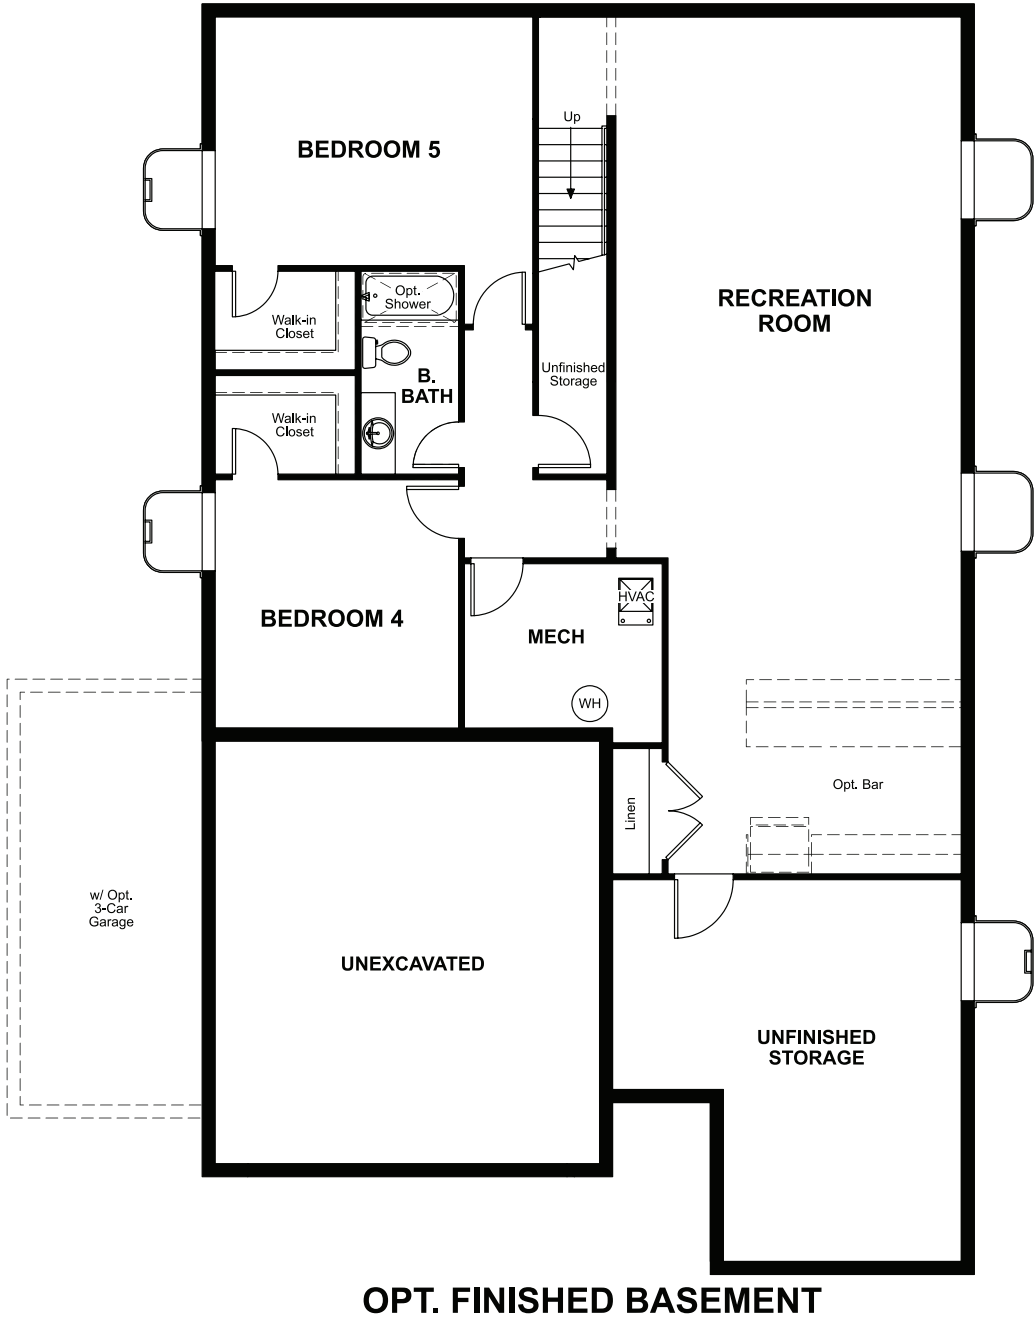 Up
BEDROOM 5
Opt.
Shower
RECREATION
ROOM
Walk-in
Closet
Unfinished
Storage
B.
BATH
Walk-in
Closet
HVAC
BEDROOM 4
MECH
WH
Opt. Bar
Linen
w/ Opt.
3-Car
Garage
UNEXCAVATED
UNFINISHED
STORAGE
OPT. FINISHED BASEMENT